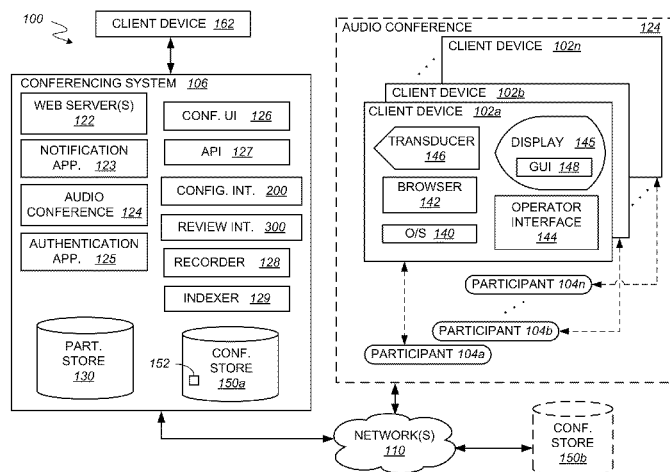 100
CLIENT DEVICE 162
CONFERENCING SYSTEM 106
WEB SERVER(S)
122
NOTIFICATION
APP. 123
AUDIO
CONFERENCE 124
AUTHENTICATION
APP. 125
CONF. UI 126
API 127
CONFIG. INT. 200
REVIEW INT. 300
RECORDER 128
INDEXER 129
PART.
STORE
130
152
CONF.
STORE
150a
AUDIO CONFERENCE 124
CLIENT DEVICE 102n
CLIENT DEVICE 102b
CLIENT DEVICE 102a
TRANSDUCER
146
BROWSER
142
O/S 140
DISPLAY 145
GUI 148
OPERATOR
INTERFACE
144
PARTICIPANT 104n
PARTICIPANT 104b
PARTICIPANT 104a
NETWORK(S)
110
CONF.
STORE
150b